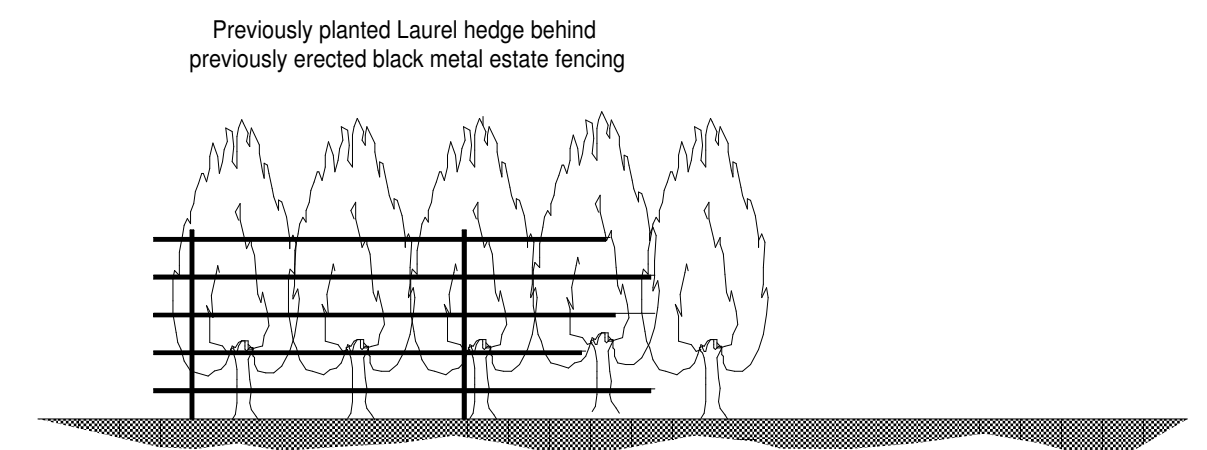 Previously planted Laurel hedge behind
previously erected black metal estate fencing